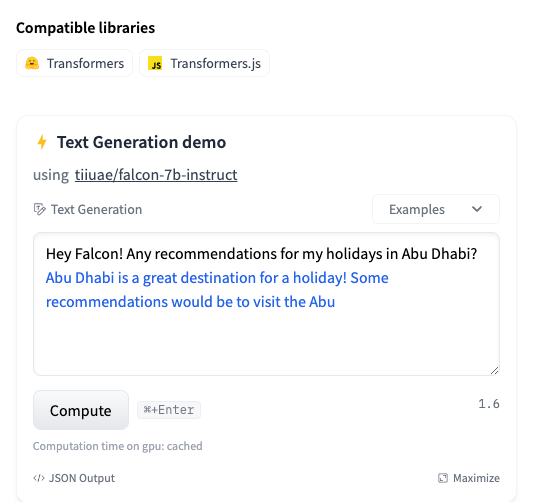 Compatible libraries
Transformers JS Transformers.js
Text Generation demo
using tiiuae/falcon-7b-instruct
Text Generation Examples
Hey Falcon! Any recommendations for my holidays in Abu Dhabi?
Abu Dhabi is a great destination for a holiday! Some
recommendations would be to visit the Abu
Compute ⌘+Enter 1.6
Computation time on gpu: cached
</> JSON Output Maximize